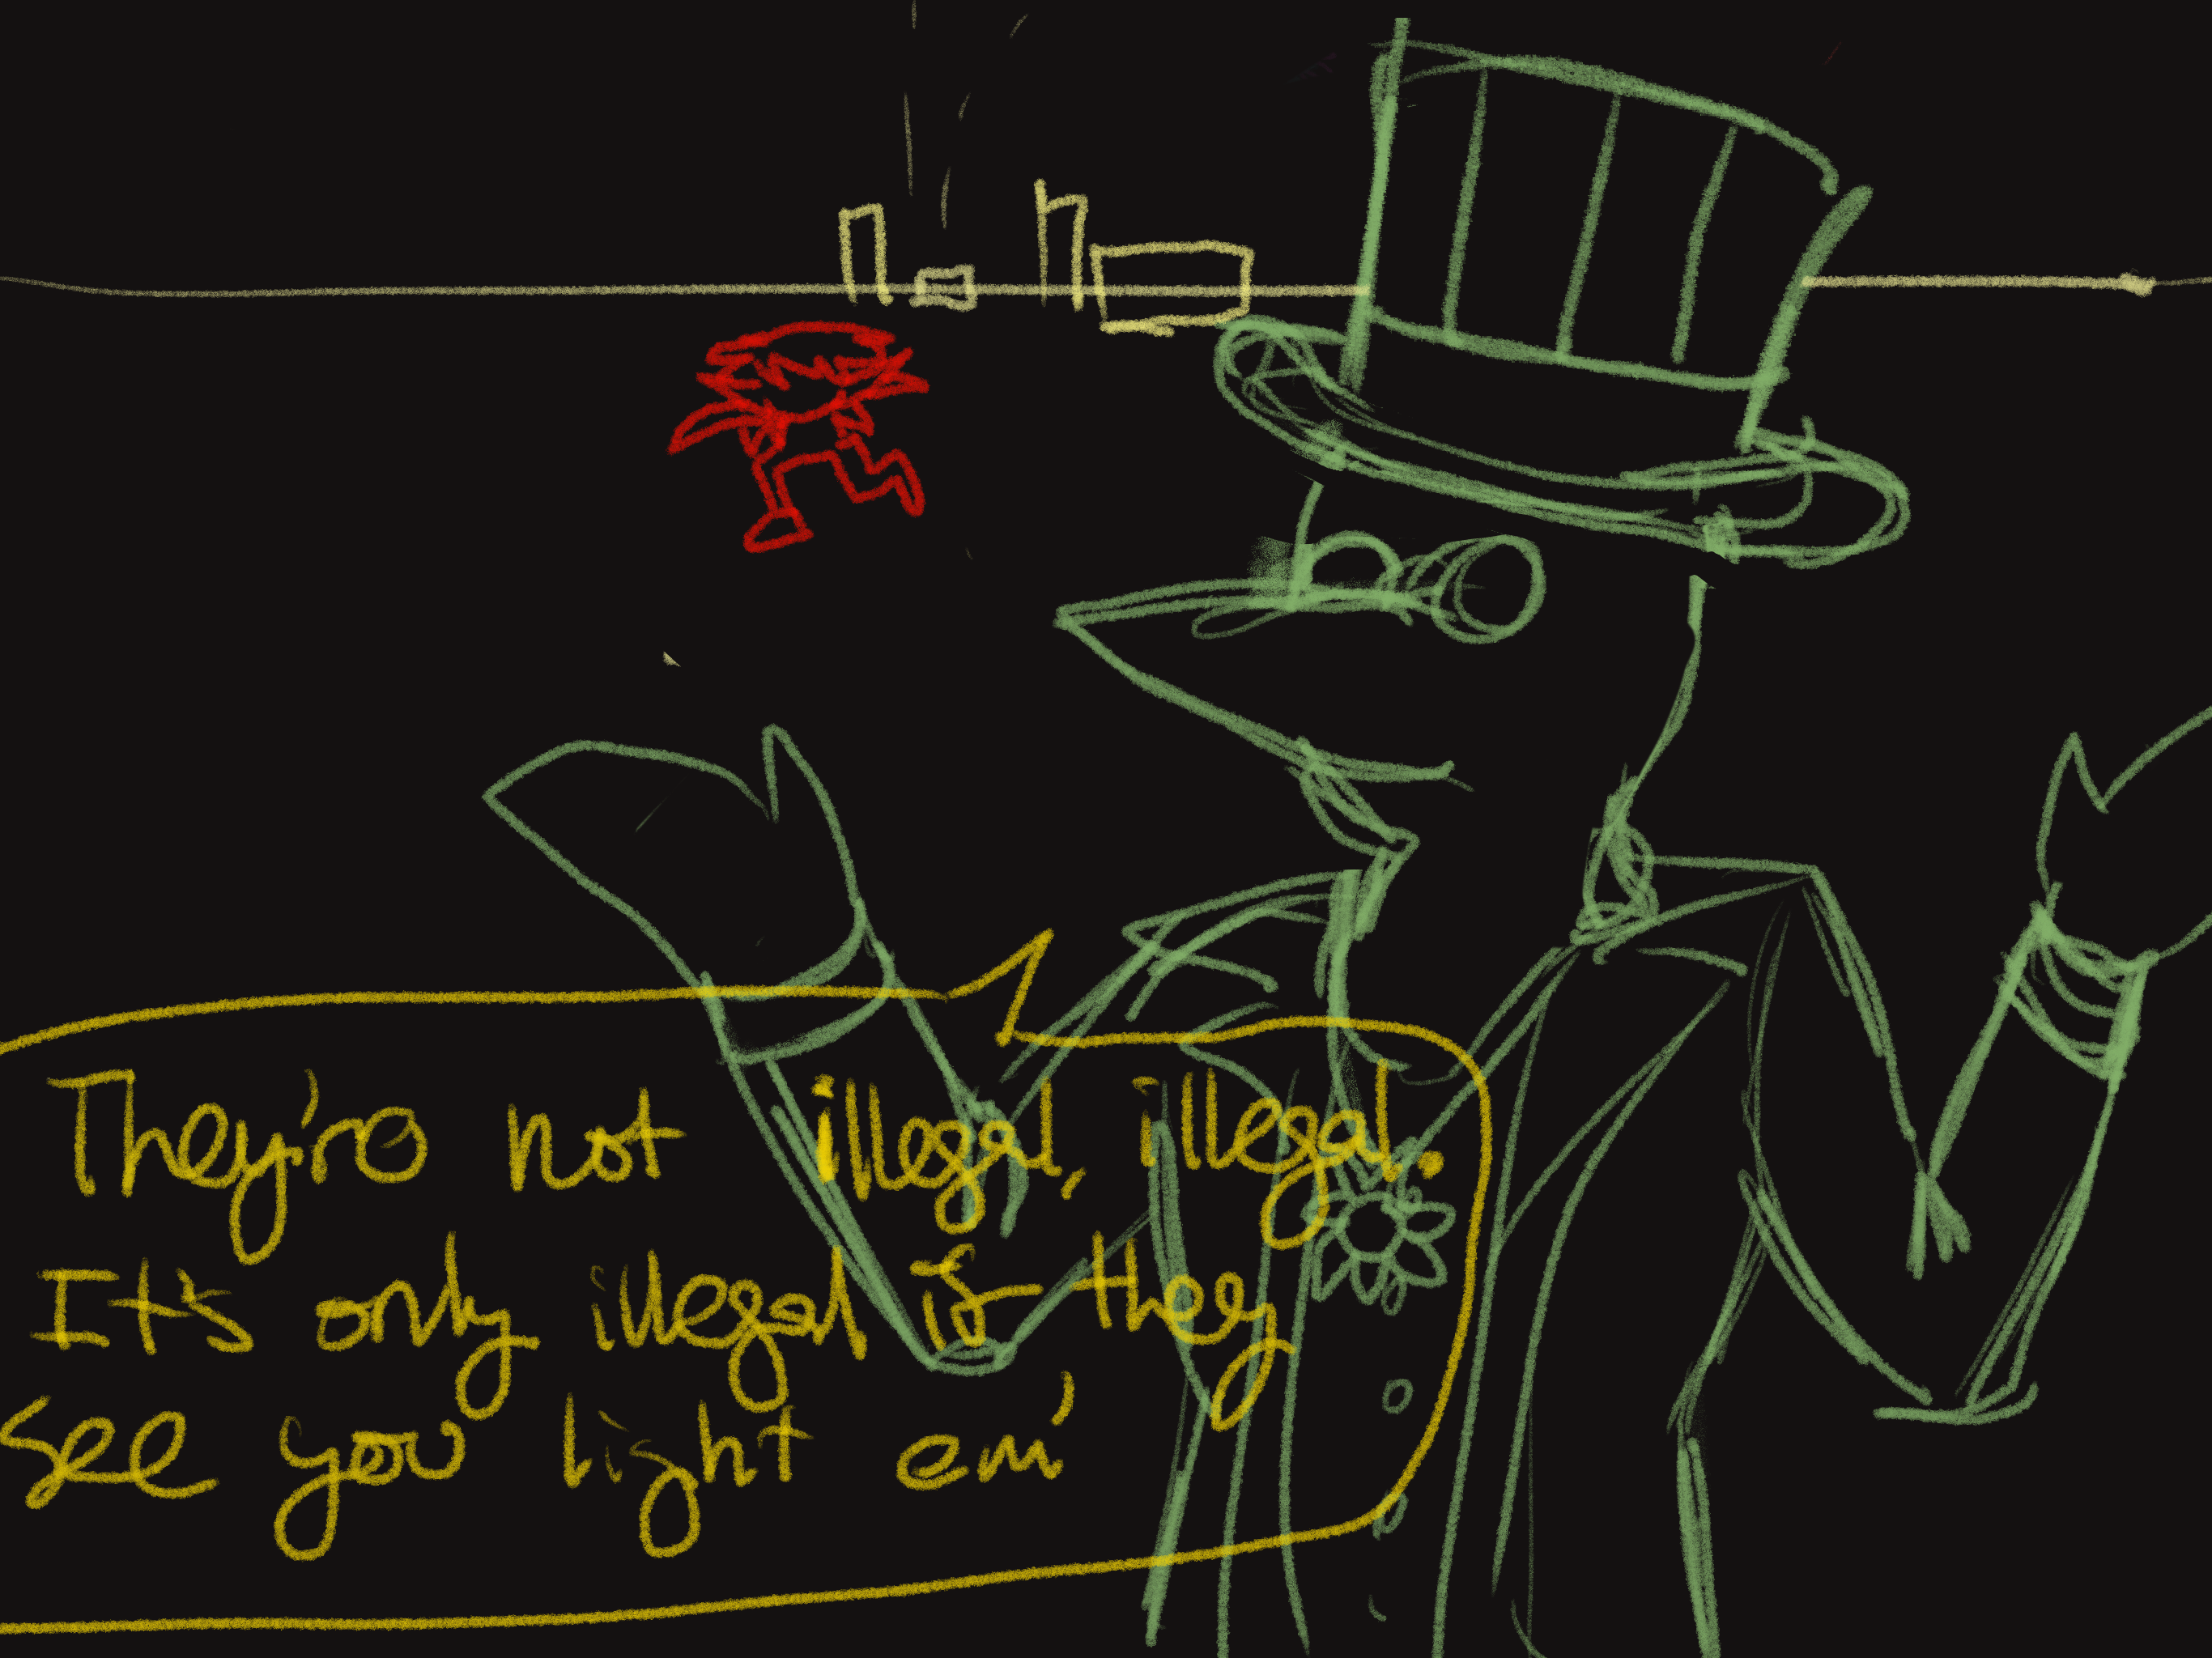 They're not illegal, illegal.
It's only illegal if they
see you light em'